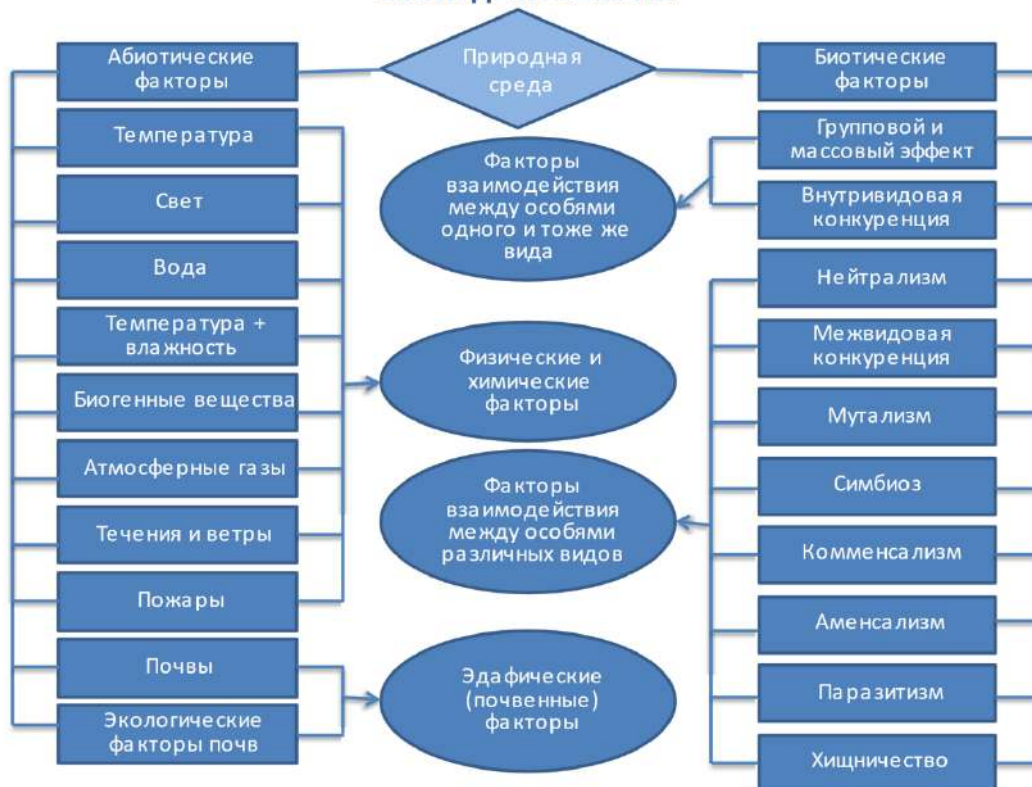 Абиотические
факторы
Природная
среда
Биотические
факторы
Температура
Свет
Вода
Температура +
влажность
Биогенные вещества
Атмосферные газы
Течения и ветры
Пожары
Почвы
Экологические
факторы почв
Факторы
взаимодействия
между особями
одного и тоже же
вида
Физические и
химические
факторы
Факторы
взаимодействия
между особями
различных видов
Эдафические
(почвенные)
факторы
Групповой и
массовый эффект
Внутривидовая
конкуренция
Нейтрализм
Межвидовая
конкуренция
Мутализм
Симбиоз
Комменсализм
Аменсализм
Паразитизм
Хищничество